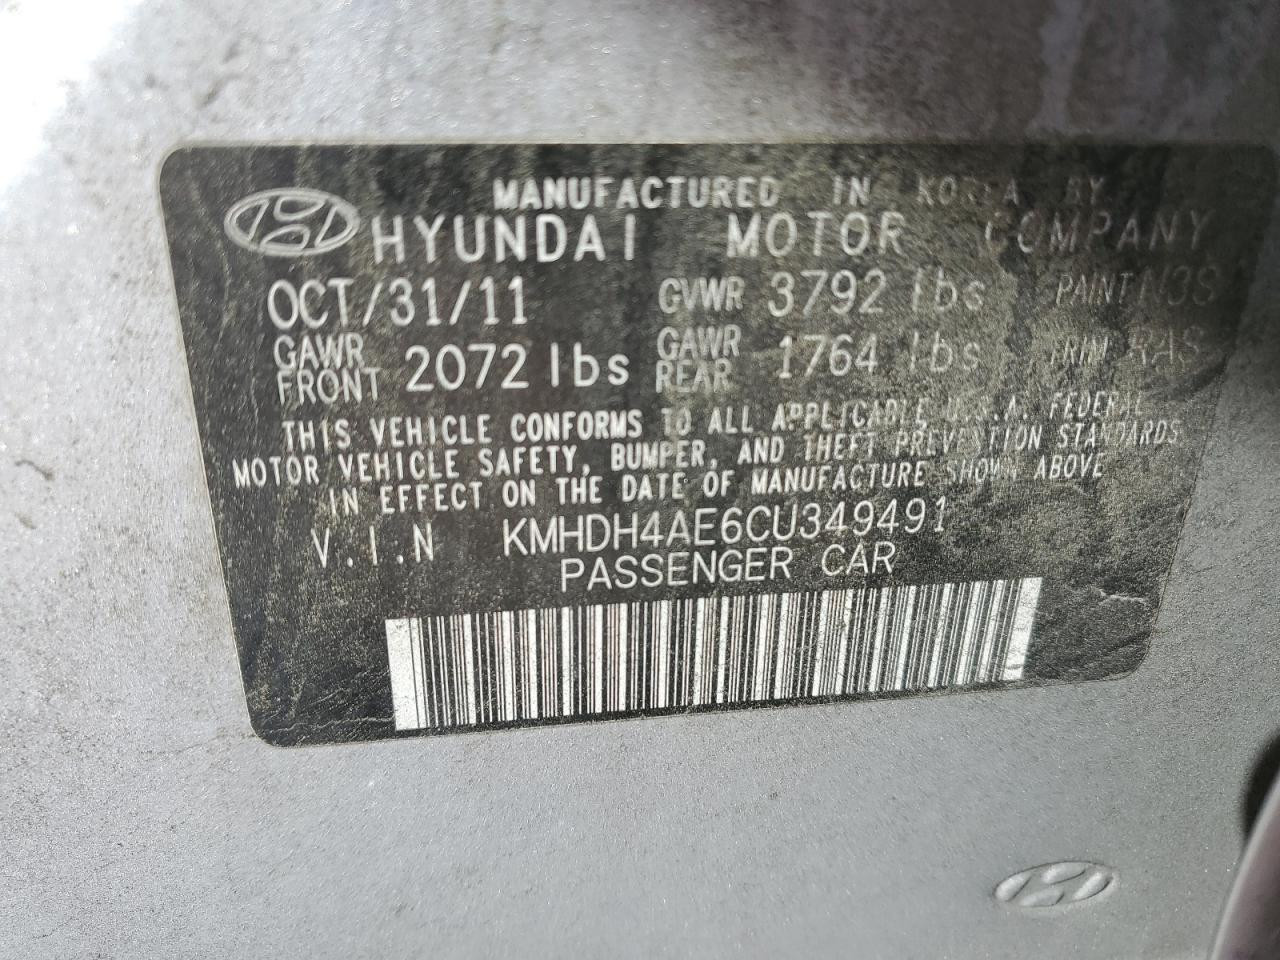 MANUFACTURED IN KOREA BY
HYUNDAI MOTOR COMPANY
OCT/31/11 GVWR 3792 lbs PAINT N3S
GAWR FRONT 2072 lbs GAWR REAR 1764 lbs TRIM RAS
THIS VEHICLE CONFORMS TO ALL APPLICABLE U.S.A. FEDERAL
MOTOR VEHICLE SAFETY, BUMPER, AND THEFT PREVENTION STANDARDS
IN EFFECT ON THE DATE OF MANUFACTURE SHOWN ABOVE
V.I.N KMHDH4AE6CU349491
PASSENGER CAR